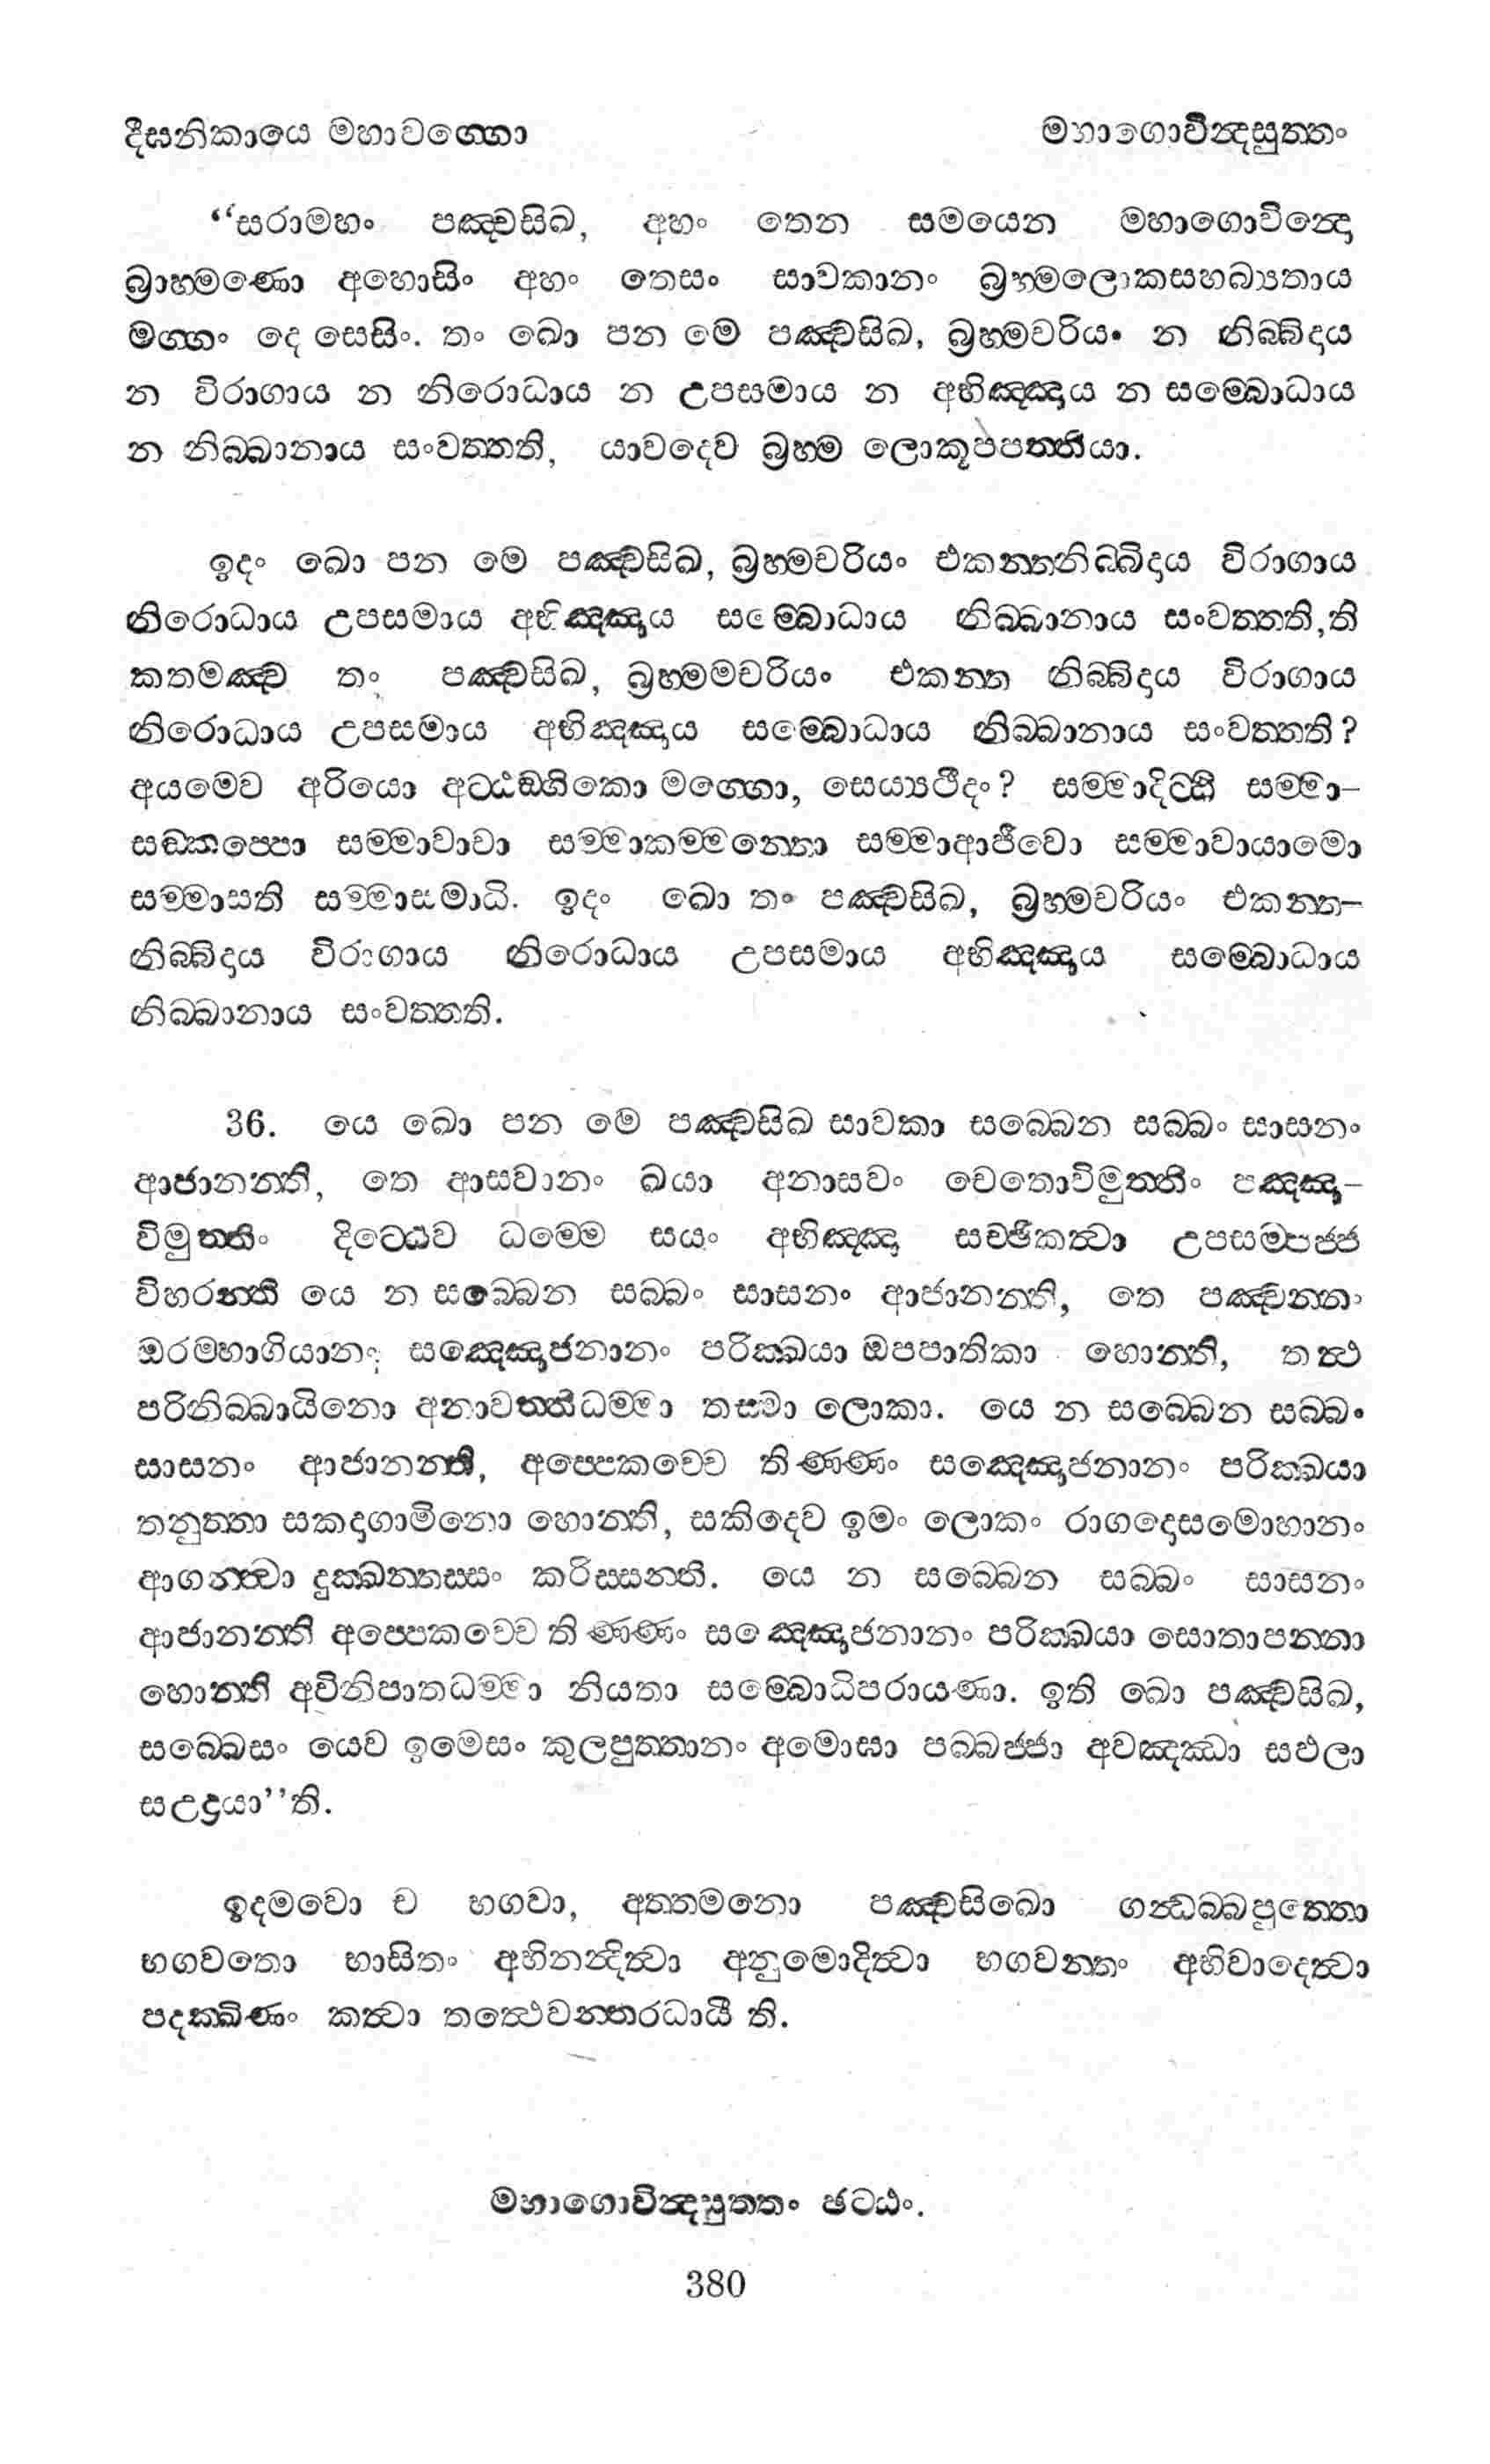 දීඝනිකායෙ මහාවග්ගො
මහාගොවින්දසුත්තං
“සරාමහං පඤ්චසිඛ, අහං තෙන සමයෙන මහාගොවින්දො
බ්‍රාහ්මණො අහොසිං අහං තෙසං සාවකානං බ්‍රහ්මලොකසහබ්‍යතාය
මග්ගං දෙ සෙසිං. තං ඛො පන මෙ පඤ්චසිඛ, බ්‍රහ්මචරියං න නිබ්බිදාය
න විරාගාය න නිරොධාය න උපසමාය න අභිඤ්ඤාය න සම්බොධාය
න නිබ්බානාය සංවත්තති, යාවදෙව බ්‍රහ්ම ලොකූපපත්තියා.
ඉදං ඛො පන මෙ පඤ්චසිඛ, බ්‍රහ්මචරියං එකන්තනිබ්බිදාය විරාගාය
නිරොධාය උපසමාය අභිඤ්ඤාය සම්බොධාය නිබ්බානාය සංවත්තති,ති
කතමඤ්ච තං පඤ්චසිඛ, බ්‍රහ්මමචරියං එකන්ත නිබ්බිදාය විරාගාය
නිරොධාය උපසමාය අභිඤ්ඤාය සම්බොධාය නිබ්බානාය සංවත්තති?
අයමෙව අරියො අට්ඨඞ්ගිකො මග්ගො, සෙය්‍යථීදං? සම්මාදිට්ඨි සම්මා-
සඞ්කප්පො සම්මාවාචා සම්මාකම්මන්තො සම්මාආජීවො සම්මාවායාමො
සම්මාසති සම්මාසමාධි. ඉදං ඛො තං පඤ්චසිඛ, බ්‍රහ්මචරියං එකන්ත-
නිබ්බිදාය විරාගාය නිරොධාය උපසමාය අභිඤ්ඤාය සම්බොධාය
නිබ්බානාය සංවත්තති.
36. යෙ ඛො පන මෙ පඤ්චසිඛ සාවකා සබ්බෙන සබ්බං සාසනං
ආජානන්ති, තෙ ආසවානං ඛයා අනාසවං චෙතොවිමුත්තිං පඤ්ඤා-
විමුත්තිං දිට්ඨෙව ධම්මෙ සයං අභිඤ්ඤා සච්ඡිකත්වා උපසම්පජ්ජ
විහරන්ති යෙ න සබ්බෙන සබ්බං සාසනං ආජානන්ති, තෙ පඤ්චන්නං
ඔරම්භාගියානං සඤ්ඤොජනානං පරික්ඛයා ඔපපාතිකා හොන්ති, තත්ථ
පරිනිබ්බායිනො අනාවත්තිධම්මා තස්මා ලොකා. යෙ න සබ්බෙන සබ්බං
සාසනං ආජානන්ති, අප්පෙකච්චෙ තිණ්ණං සඤ්ඤොජනානං පරික්ඛයා
තනුත්තා සකදාගාමිනො හොන්ති, සකිදෙව ඉමං ලොකං රාගදොසමොහානං
ආගන්ත්වා දුක්ඛන්තස්සං කරිස්සන්ති. යෙ න සබ්බෙන සබ්බං සාසනං
ආජානන්ති අප්පෙකච්චෙ තිණ්ණං සඤ්ඤොජනානං පරික්ඛයා සොතාපන්නා
හොන්ති අවිනිපාතධම්මා නියතා සම්බොධිපරායණා. ඉති ඛො පඤ්චසිඛ,
සබ්බෙසං යෙව ඉමෙසං කුලපුත්තානං අමොඝා පබ්බජ්ජා අවඤ්ඣා සඵලා
සඋද්‍රයා’’ති.
ඉදමවො ච භගවා, අත්තමනො පඤ්චසිඛො ගන්ධබ්බපුත්තො
භගවතො භාසිතං අභිනන්දිත්වා අනුමොදිත්වා භගවන්තං අභිවාදෙත්වා
පදක්ඛිණං කත්වා තත්ථෙවන්තරධායී ති.
මහාගොවින්දසුත්තං ඡට්ඨං.
380